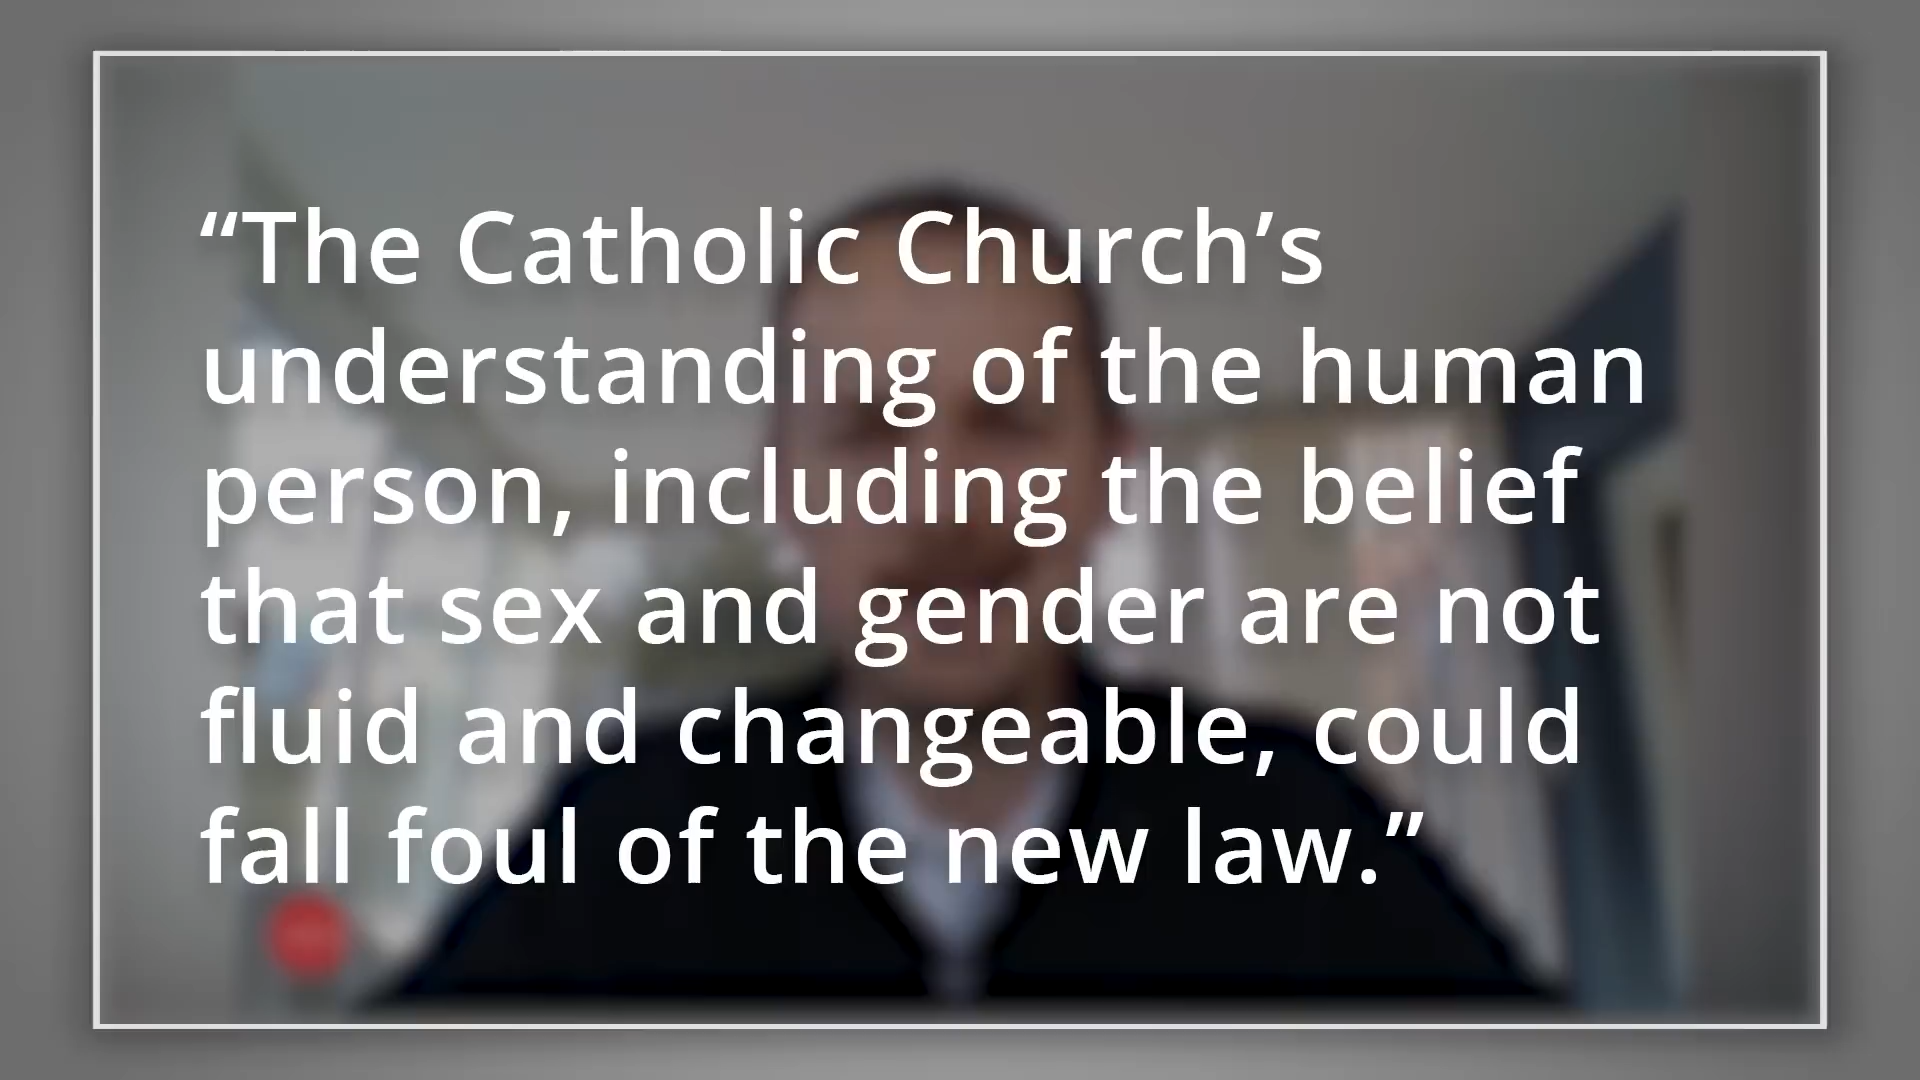 “The Catholic Church’s
understanding of the human
person, including the belief
that sex and gender are not
fluid and changeable, could
fall foul of the new law.”